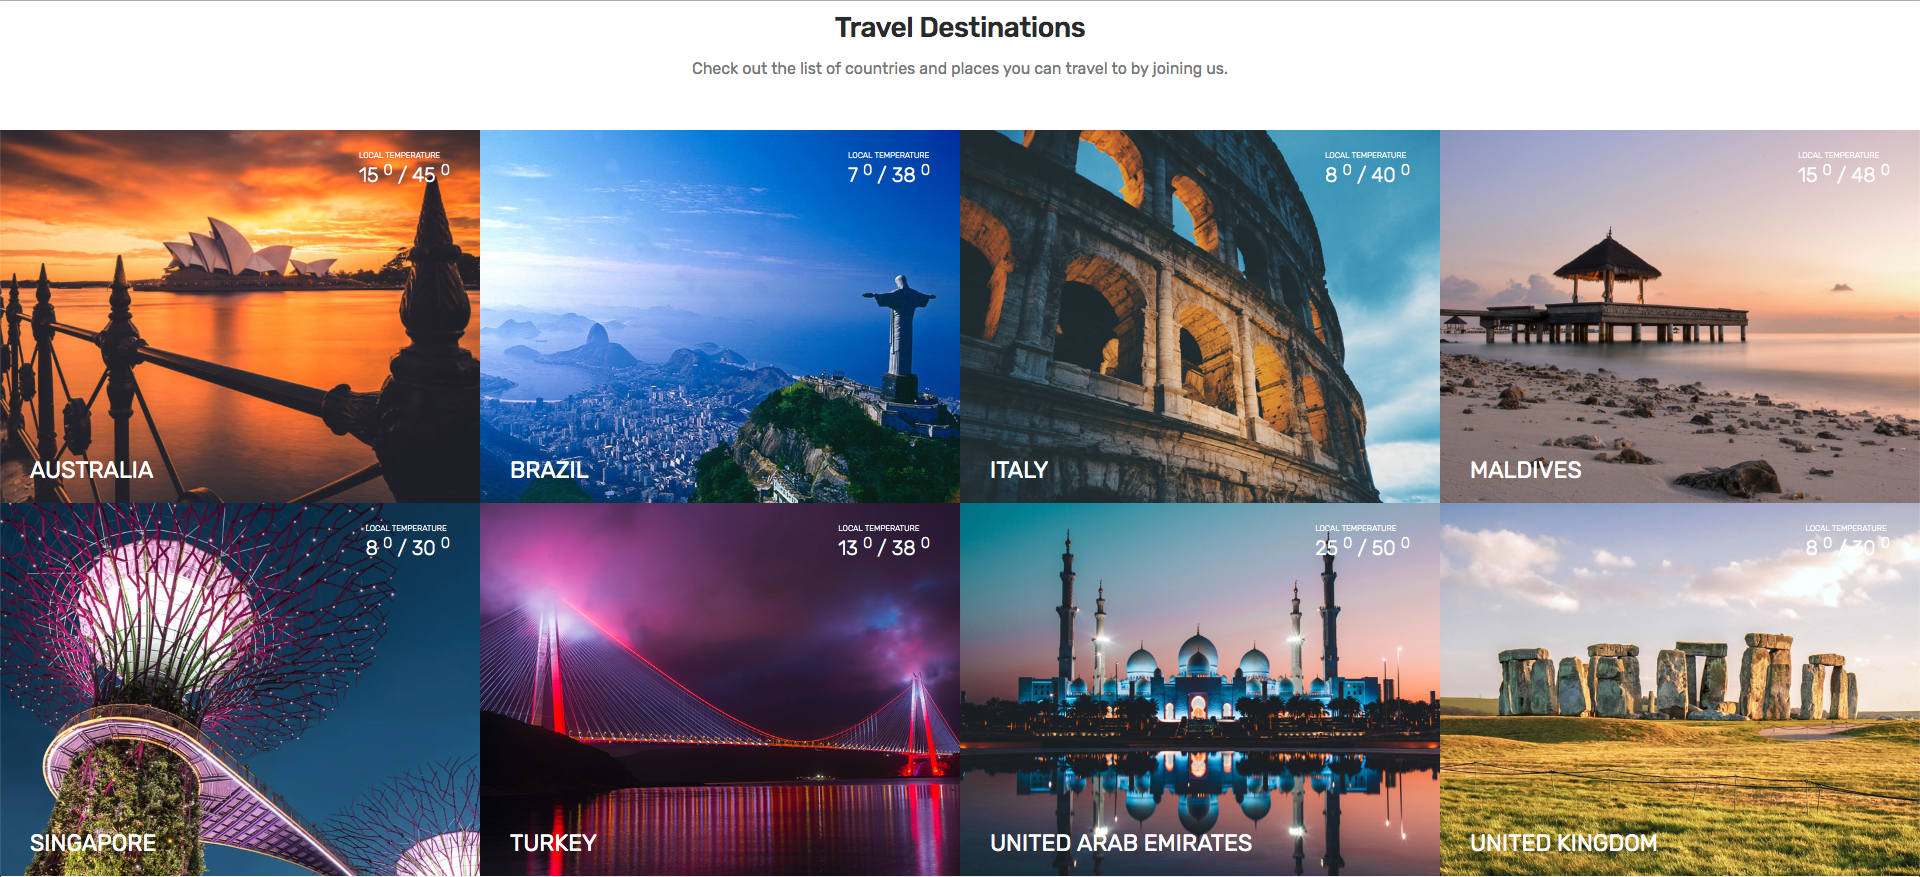 Travel Destinations
Check out the list of countries and places you can travel to by joining us.
LOCAL TEMPERATURE
15 0 / 45 0
AUSTRALIA
LOCAL TEMPERATURE
7 0 / 38 0
BRAZIL
LOCAL TEMPERATURE
8 0 / 40 0
ITALY
LOCAL TEMPERATURE
15 0 / 48 0
MALDIVES
LOCAL TEMPERATURE
8 0 / 30 0
SINGAPORE
LOCAL TEMPERATURE
13 0 / 38 0
TURKEY
LOCAL TEMPERATURE
25 0 / 50 0
UNITED ARAB EMIRATES
LOCAL TEMPERATURE
8 0 / 30 0
UNITED KINGDOM